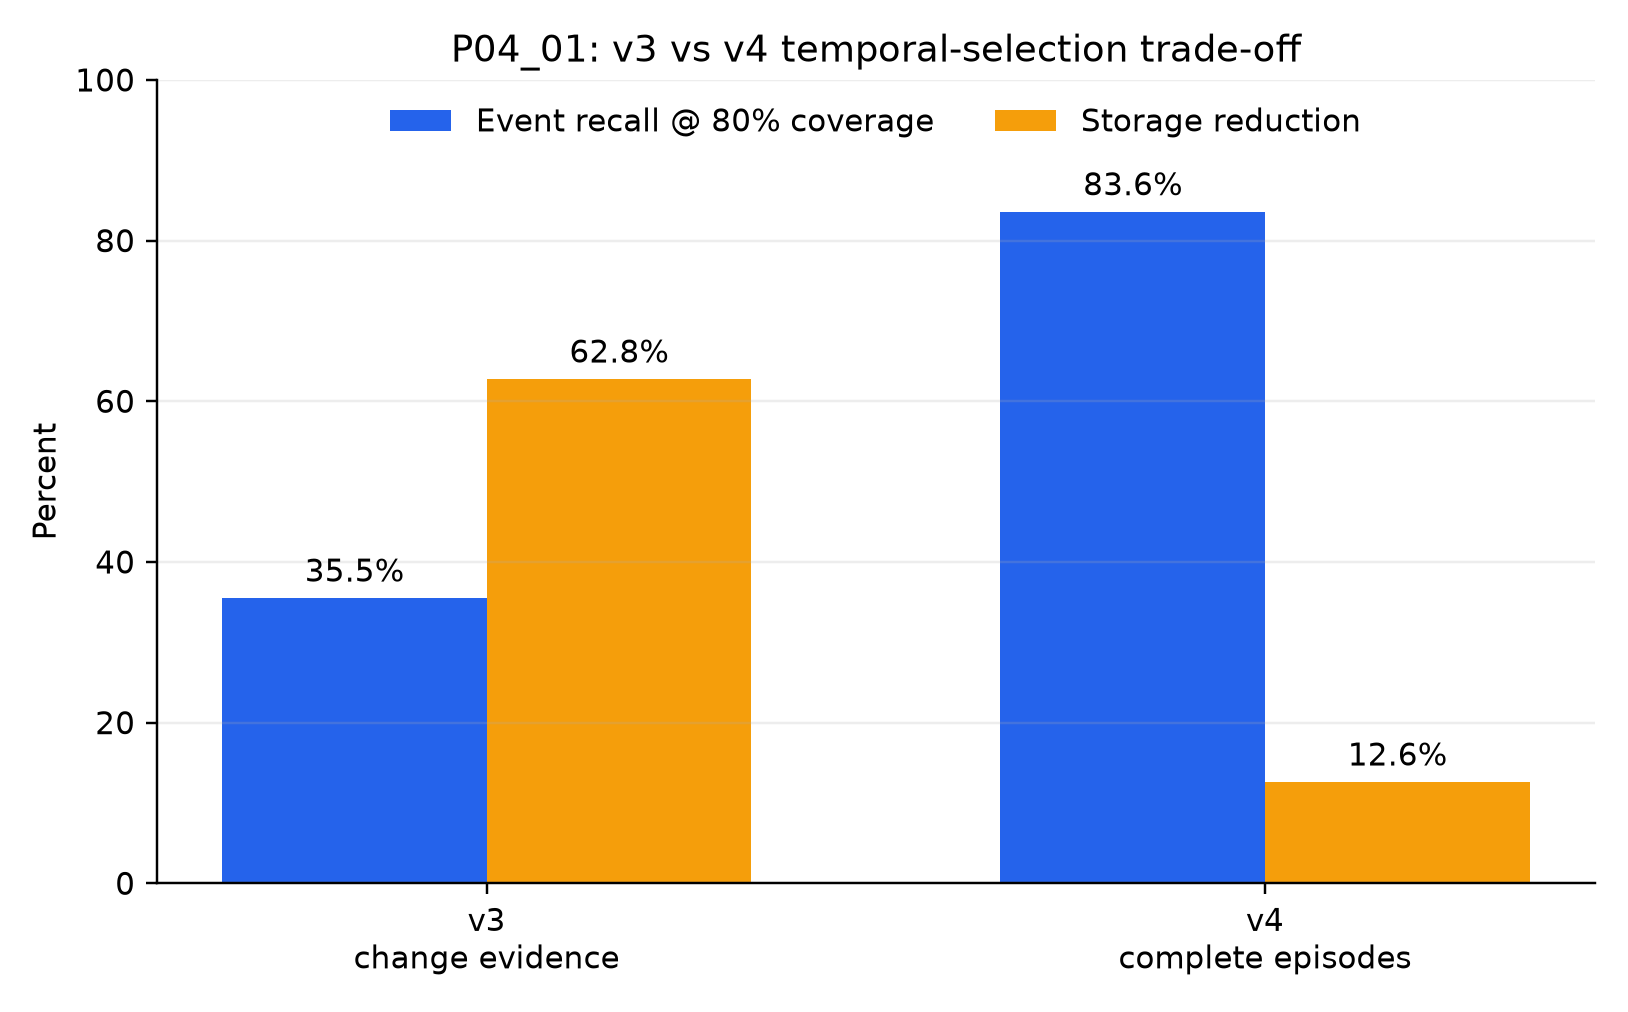 P04_01: v3 vs v4 temporal-selection trade-off
Event recall @ 80% coverage
Storage reduction
100
80
60
40
20
0
Percent
35.5%
62.8%
83.6%
12.6%
v3
change evidence
v4
complete episodes